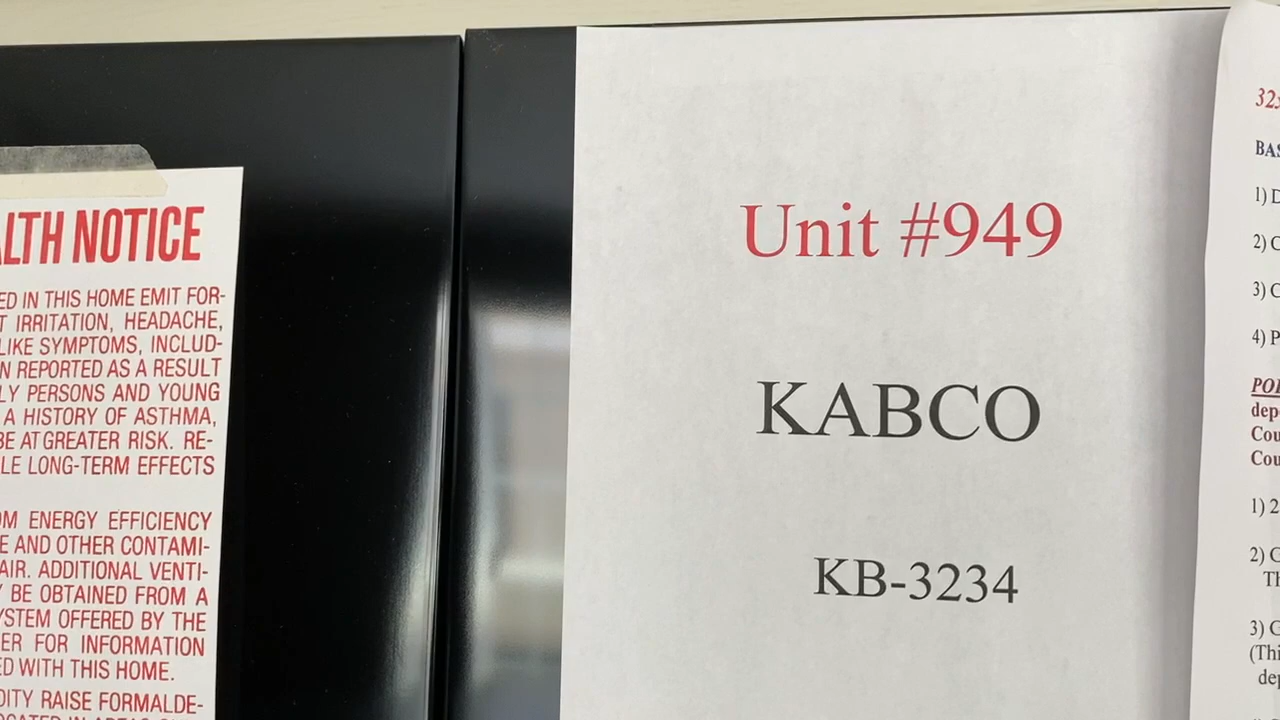 LTH NOTICE
ED IN THIS HOME EMIT FOR-
T IRRITATION, HEADACHE,
LIKE SYMPTOMS, INCLUD-
N REPORTED AS A RESULT
LY PERSONS AND YOUNG
A HISTORY OF ASTHMA,
BE AT GREATER RISK. RE-
LE LONG-TERM EFFECTS
OM ENERGY EFFICIENCY
E AND OTHER CONTAMI-
AIR. ADDITIONAL VENTI-
Y BE OBTAINED FROM A
YSTEM OFFERED BY THE
ER FOR INFORMATION
ED WITH THIS HOME.
DITY RAISE FORMALDE-
Unit #949
KABCO
KB-3234
32
BAS
1) D
2) C
3) C
4) P
POL
dep
Cou
Cou
1) 2
2) G
Th
3) G
(Thi
dep